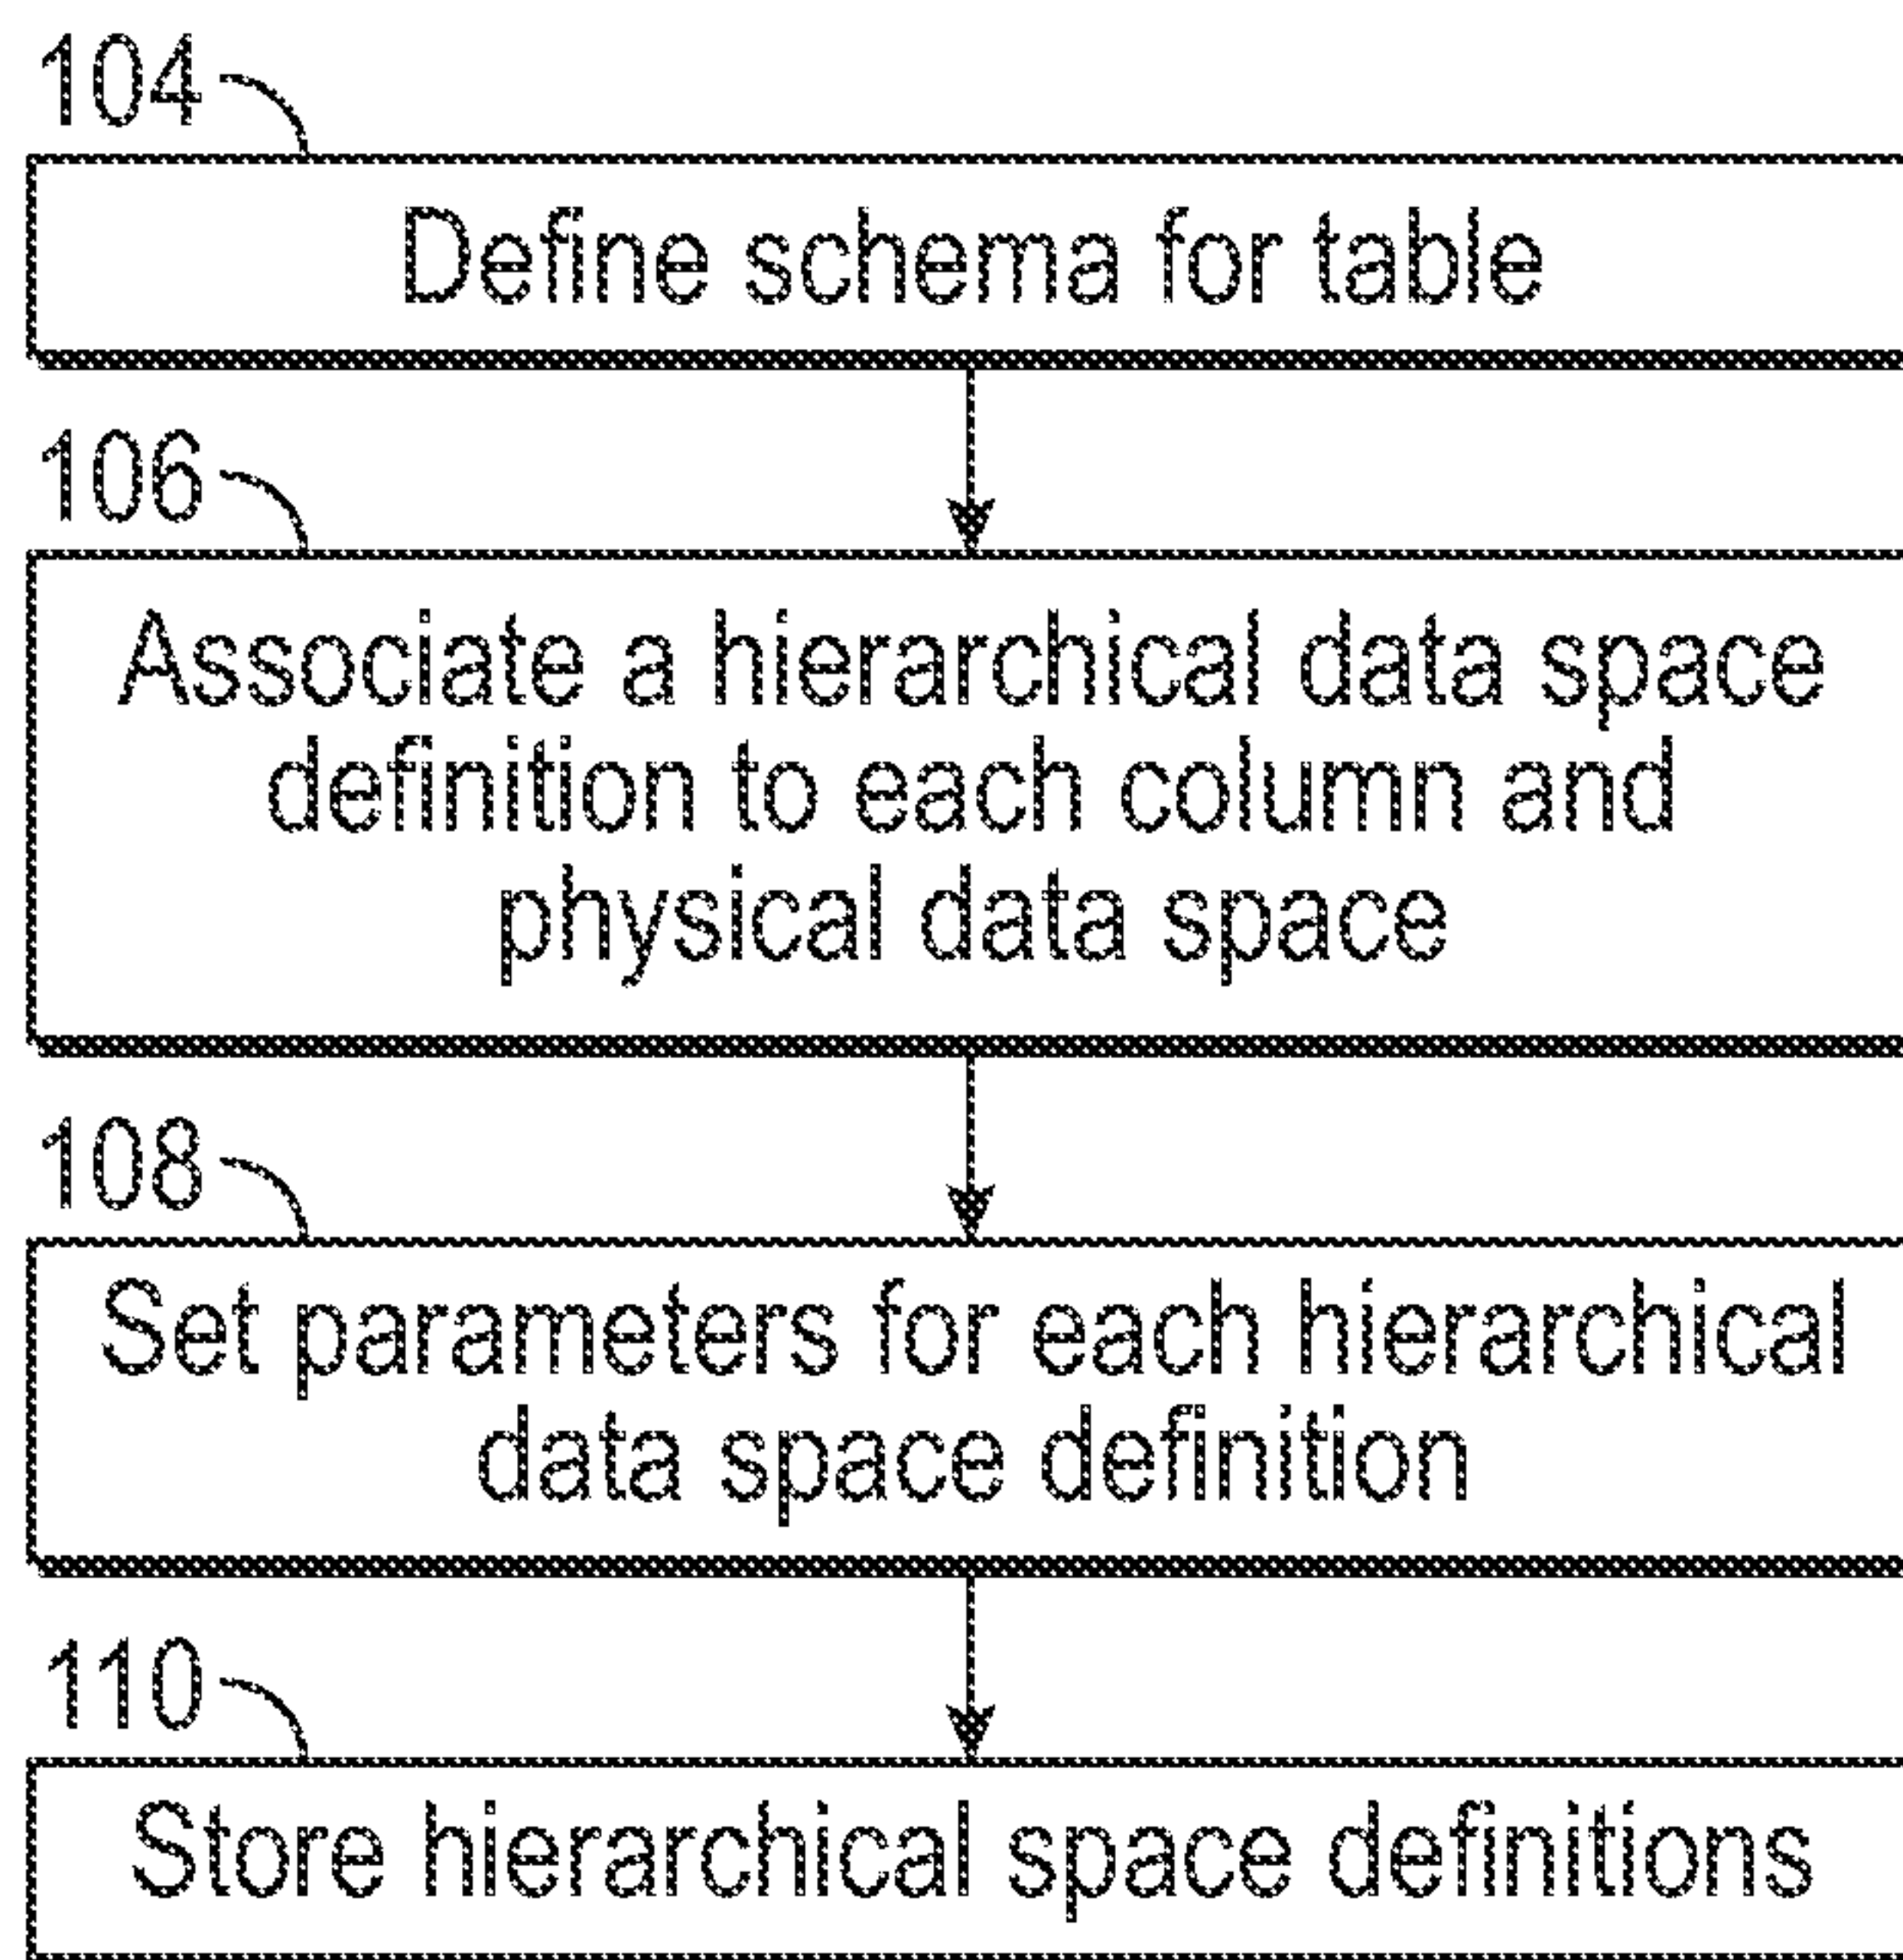 104
Define schema for table
106
Associate a hierarchical data space
definition to each column and
physical data space
108
Set parameters for each hierarchical
data space definition
110
Store hierarchical space definitions